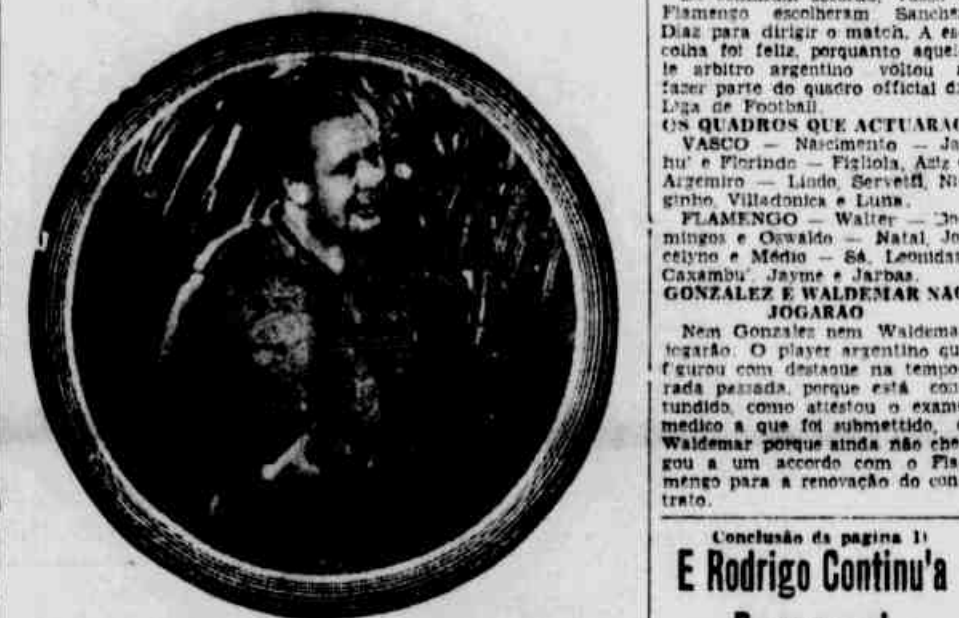 Flamengo escolheram Sanchez
Diaz para dirigir o match. A es-
colha foi feliz, porquanto aquel-
le arbitro argentino voltou a
fazer parte do quadro official da
Liga de Football.
OS QUADROS QUE ACTUARAO
VASCO — Nascimento — Ja-
hu' e Florindo — Figliola, Aziz e
Argemiro — Lindo, Servetti, Ni-
ginho, Villadonica e Luna.
FLAMENGO — Walter — Do-
mingos e Oswaldo — Natal, Jo-
celyno e Médio — Sá, Leonidas
Caxambu', Jayme e Jarbas.
GONZALEZ E WALDEMAR NAO
JOGARÃO
Nem Gonzalez nem Waldemar
jogarão. O player argentino que
figurou com destaque na tempo-
rada passada, porque está con-
tundido, como attestou o exame
medico a que foi submettido, e
Waldemar porque ainda não che-
gou a um accordo com o Fla-
mengo para a renovação do con-
trato.
Conclusão da pagina 1)
E Rodrigo Continu'a